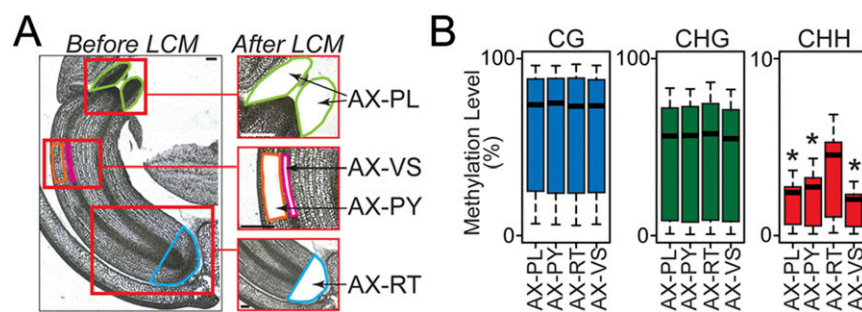 A
Before LCM
After LCM
AX-PL
AX-VS
AX-PY
AX-RT
B
CG
CHG
CHH
Methylation Level
(%)
100
0
100
0
10
0
* * *
AX-PL
AX-PY
AX-RT
AX-VS
AX-PL
AX-PY
AX-RT
AX-VS
AX-PL
AX-PY
AX-RT
AX-VS